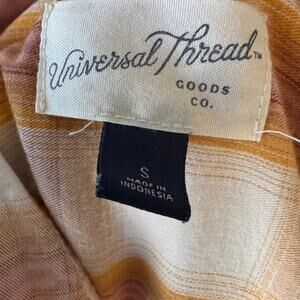 Universal Thread™
GOODS
CO.
S
MADE IN
INDONESIA